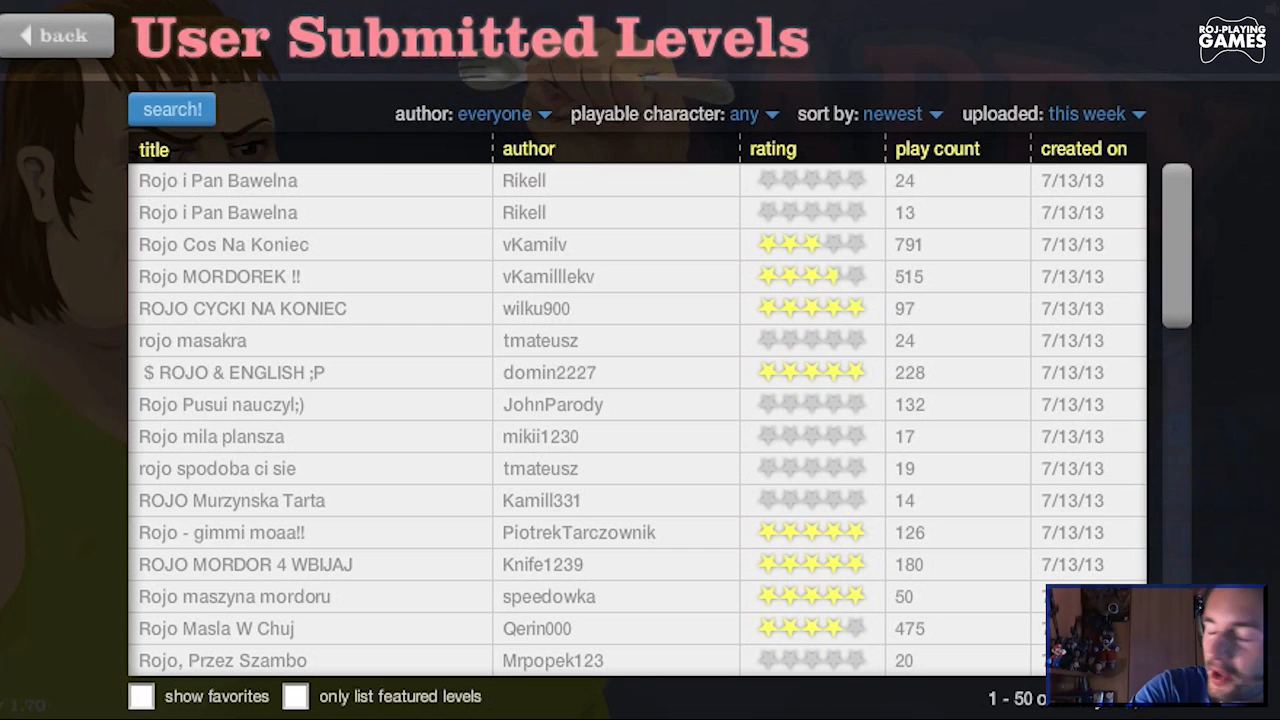 back
User Submitted Levels
ROJ-PLAYING
GAMES
search!
author: everyone playable character: any sort by: newest uploaded: this week
title author rating play count created on
Rojo i Pan Bawelna Rikell 24 7/13/13
Rojo i Pan Bawelna Rikell 13 7/13/13
Rojo Cos Na Koniec vKamilv 791 7/13/13
Rojo MORDOREK !! vKamilllekv 515 7/13/13
ROJO CYCKI NA KONIEC wilku900 97 7/13/13
rojo masakra tmateusz 24 7/13/13
$ ROJO & ENGLISH ;P domin2227 228 7/13/13
Rojo Pusui nauczyl;) JohnParody 132 7/13/13
Rojo mila plansza mikii1230 17 7/13/13
rojo spodoba ci sie tmateusz 19 7/13/13
ROJO Murzynska Tarta Kamill331 14 7/13/13
Rojo - gimmi moaa!! PiotrekTarczownik 126 7/13/13
ROJO MORDOR 4 WBIJAJ Knife1239 180 7/13/13
Rojo maszyna mordoru speedowka 50
Rojo Masla W Chuj Qerin000 475
Rojo, Przez Szambo Mrpopek123 20
show favorites only list featured levels 1 - 50
v 1.70